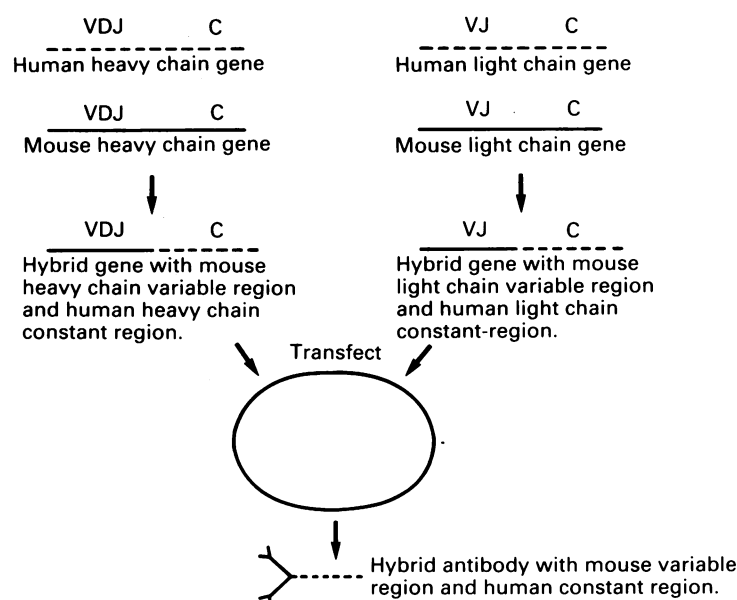 VDJ C
Human heavy chain gene
VJ C
Human light chain gene
VDJ C
Mouse heavy chain gene
VJ C
Mouse light chain gene
VDJ C
Hybrid gene with mouse
heavy chain variable region
and human heavy chain
constant region.
VJ C
Hybrid gene with mouse
light chain variable region
and human light chain
constant-region.
Transfect
Hybrid antibody with mouse variable
region and human constant region.